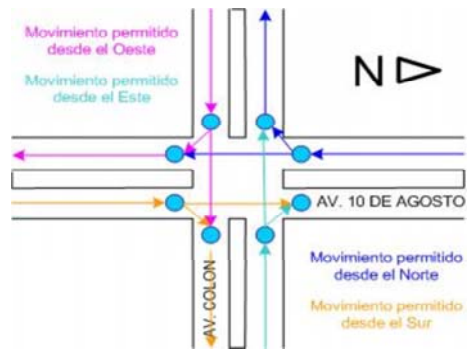 Movimiento permitido
desde el Oeste
Movimiento permitido
desde el Este
N
AV. 10 DE AGOSTO
AV. COLON
Movimiento permitido
desde el Norte
Movimiento permitido
desde el Sur